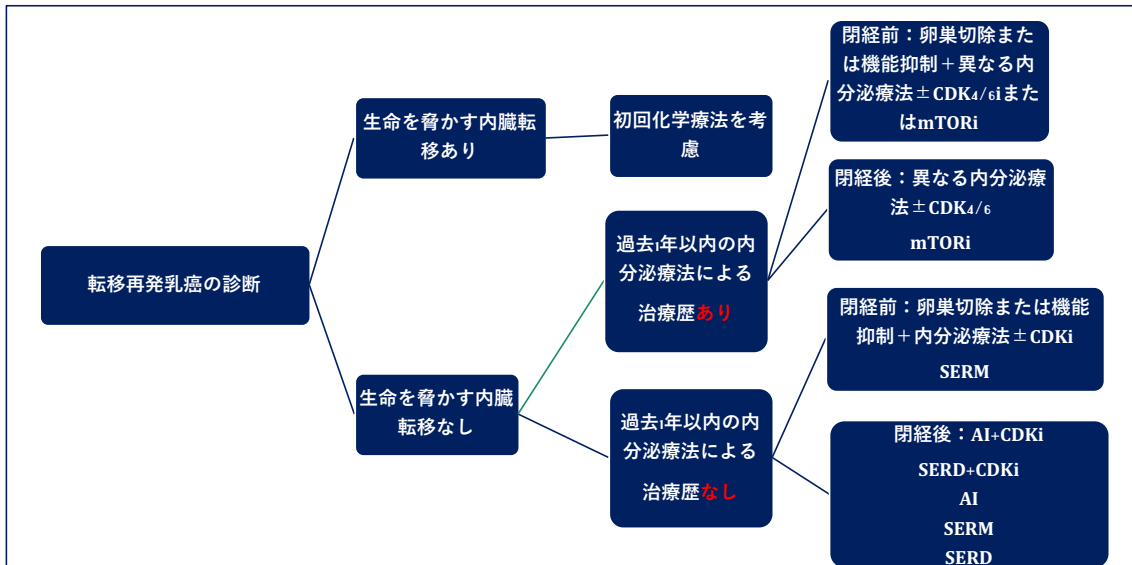 転移再発乳癌の診断
生命を脅かす内臓転
移あり
生命を脅かす内臓
転移なし
初回化学療法を考
慮
過去1年以内の内
分泌療法による
治療歴あり
過去1年以内の内
分泌療法による
治療歴なし
閉経前：卵巣切除また
は機能抑制＋異なる内
分泌療法±CDK4/6iまた
はmTORi
閉経後：異なる内分泌療
法±CDK4/6
mTORi
閉経前：卵巣切除または機能
抑制＋内分泌療法±CDKi
SERM
閉経後：AI+CDKi
SERD+CDKi
AI
SERM
SERD